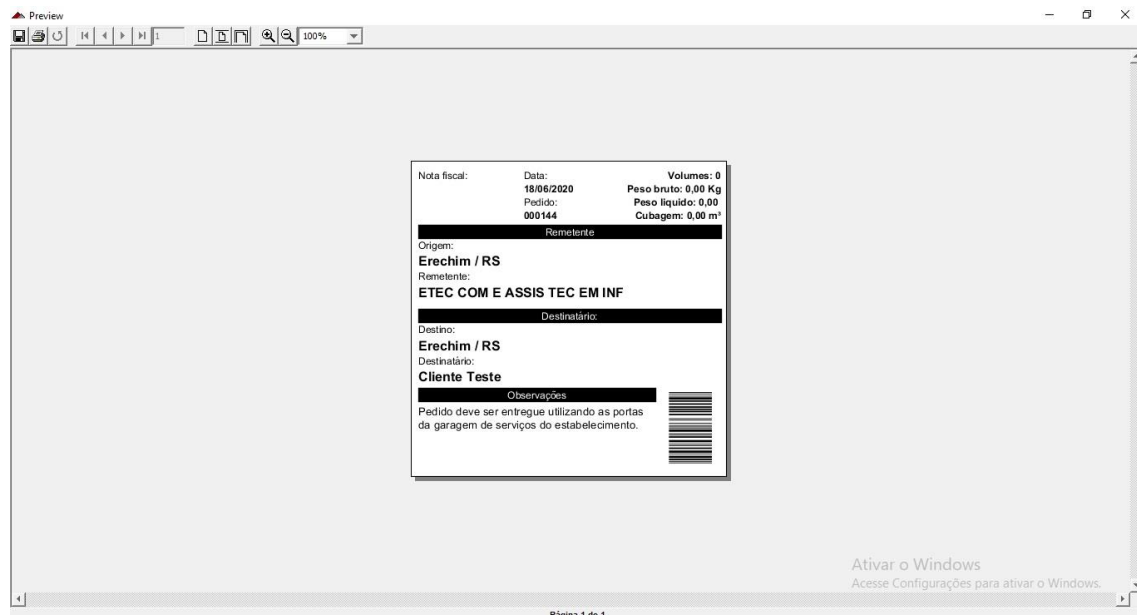 Preview
1
100%
Nota fiscal: Data: Volumes: 0
18/06/2020 Peso bruto: 0,00 Kg
Pedido: Peso liquido: 0,00
000144 Cubagem: 0,00 m³
Remetente
Origem:
Erechim / RS
Remetente:
ETEC COM E ASSIS TEC EM INF
Destinatário:
Destino:
Erechim / RS
Destinatário:
Cliente Teste
Observações
Pedido deve ser entregue utilizando as portas
da garagem de serviços do estabelecimento.
Ativar o Windows
Acesse Configurações para ativar o Windows.
Página 1 de 1